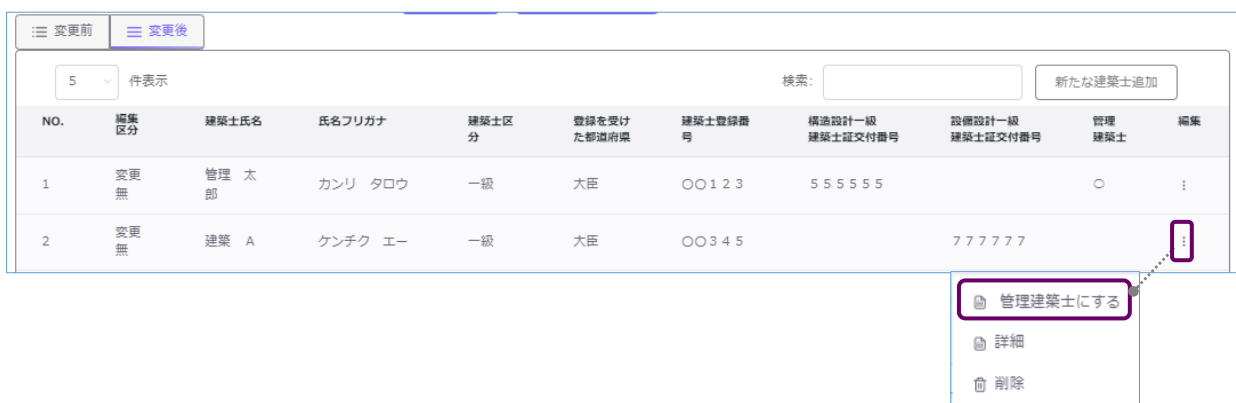 変更前 変更後
5 件表示 検索: 新たな建築士追加
NO. 編集区分 建築士氏名 氏名フリガナ 建築士区分 登録を受けた都道府県 建築士登録番号 構造設計一級建築士証交付番号 設備設計一級建築士証交付番号 管理建築士 編集
1 変更無 管理 太郎 カンリ タロウ 一級 大臣 〇〇１２３ ５５５５５５ ○ ⋮
2 変更無 建築 A ケンチク エー 一級 大臣 〇〇３４５ ７７７７７７ ⋮
管理建築士にする
詳細
削除